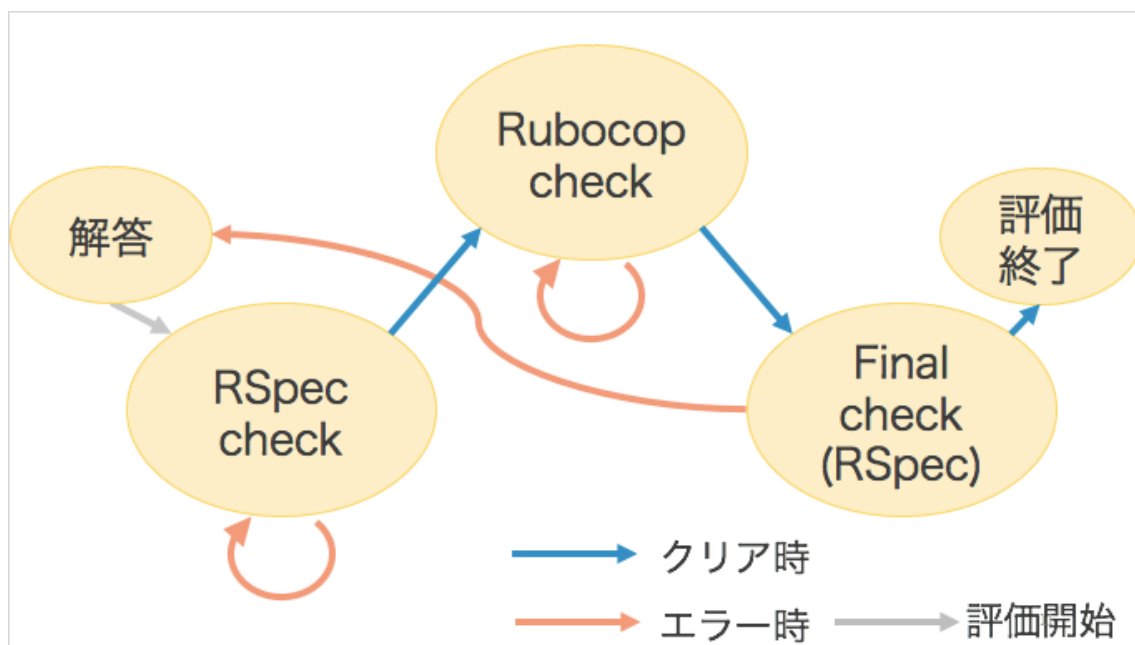 Rubocop
check
解答
評価
終了
RSpec
check
Final
check
(RSpec)
クリア時
エラー時
評価開始